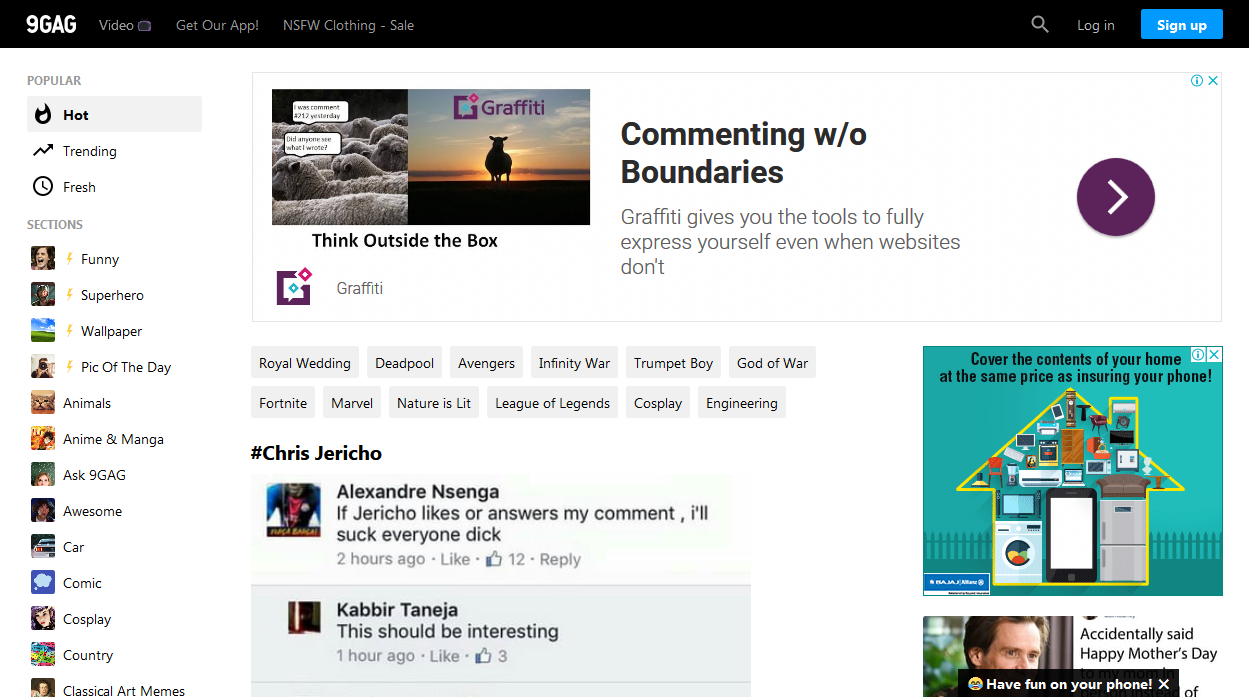 9GAG Video Get Our App! NSFW Clothing - Sale Log in Sign up
POPULAR
Hot
Trending
Fresh
SECTIONS
Funny
Superhero
Wallpaper
Pic Of The Day
Animals
Anime & Manga
Ask 9GAG
Awesome
Car
Comic
Cosplay
Country
Classical Art Memes
I was comment
#212 yesterday
Did anyone see
what I wrote?
Graffiti
Think Outside the Box
Graffiti
Commenting w/o
Boundaries
Graffiti gives you the tools to fully
express yourself even when websites
don't
Royal Wedding Deadpool Avengers Infinity War Trumpet Boy God of War
Fortnite Marvel Nature is Lit League of Legends Cosplay Engineering
#Chris Jericho
Alexandre Nsenga
If Jericho likes or answers my comment , i'll
suck everyone dick
2 hours ago · Like · 12 · Reply
Kabbir Taneja
This should be interesting
1 hour ago · Like · 3
Cover the contents of your home
at the same price as insuring your phone!
BAJAJ Allianz
Accidentally said
Happy Mother's Day
to my mom in
of
Have fun on your phone!